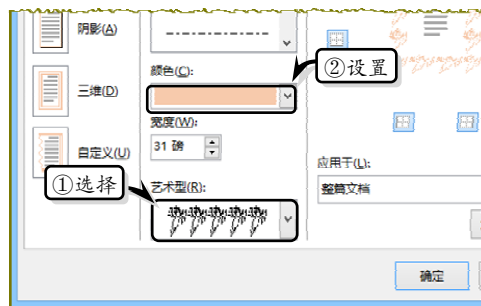 阴影(A)
三维(D)
自定义(U)
颜色(C):
②设置
宽度(W):
31 磅
①选择
艺术型(R):
应用于(L):
整篇文档
确定